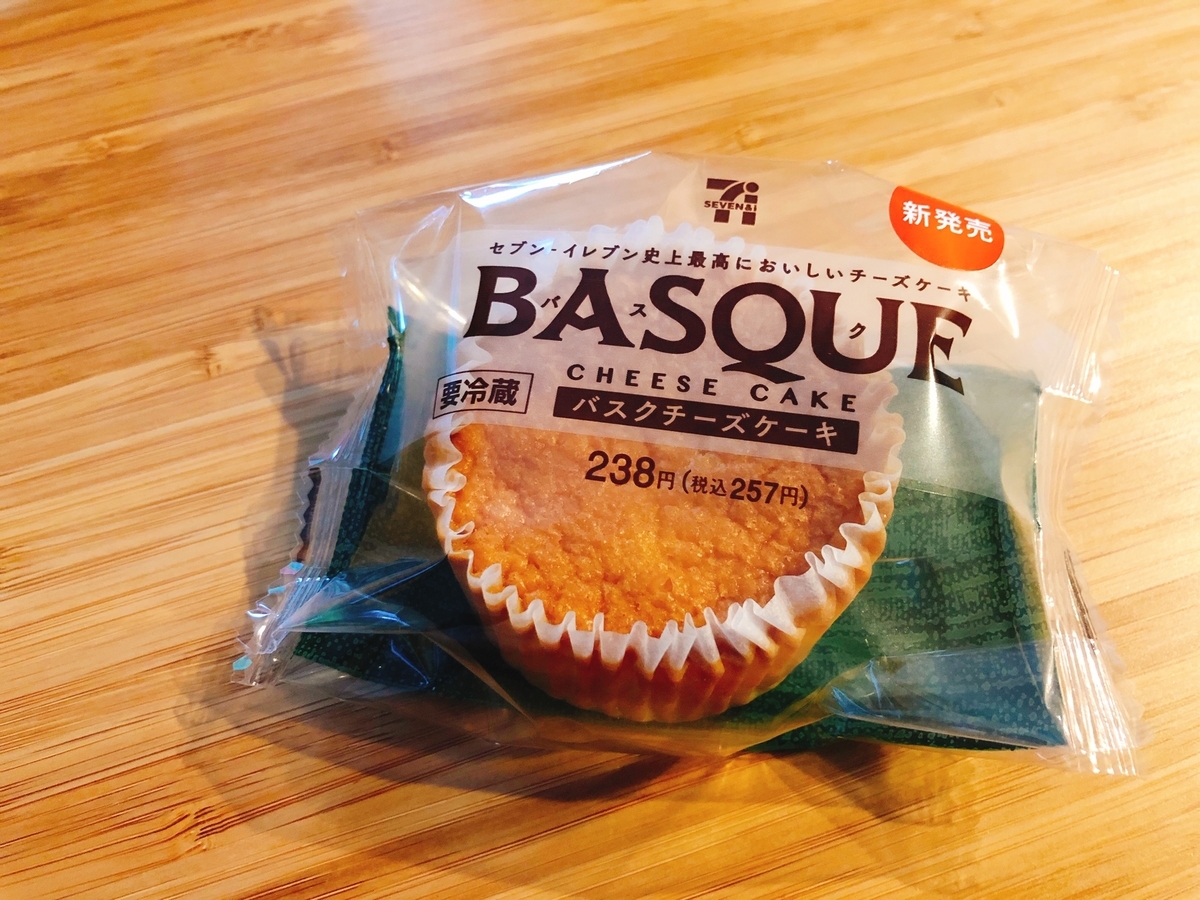 SEVEN&i
新発売
セブン-イレブン史上最高においしいチーズケーキ
BASQUE
バスク
CHEESE CAKE
要冷蔵
バスクチーズケーキ
238円(税込257円)